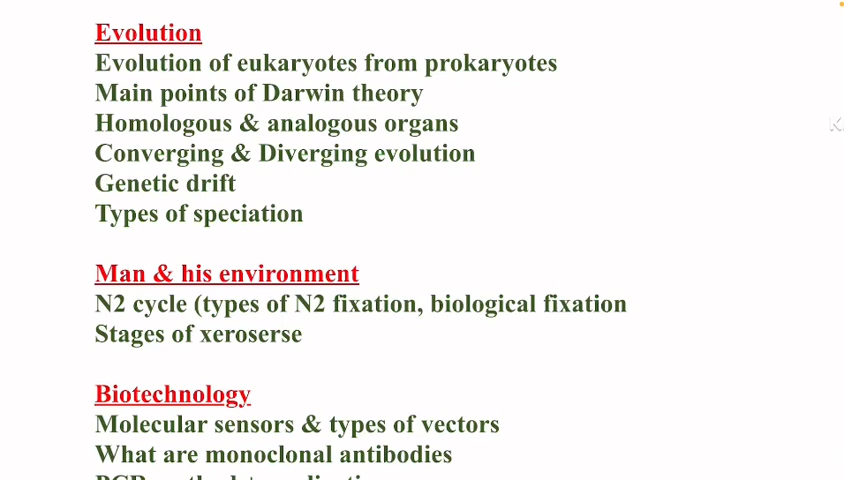 Evolution
Evolution of eukaryotes from prokaryotes
Main points of Darwin theory
Homologous & analogous organs
Converging & Diverging evolution
Genetic drift
Types of speciation
Man & his environment
N2 cycle (types of N2 fixation, biological fixation
Stages of xeroserse
Biotechnology
Molecular sensors & types of vectors
What are monoclonal antibodies